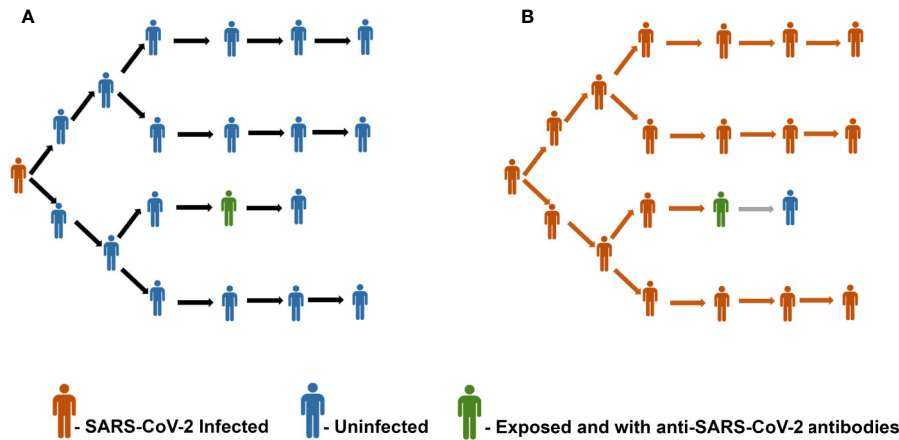 A
B
- SARS-CoV-2 Infected
- Uninfected
- Exposed and with anti-SARS-CoV-2 antibodies